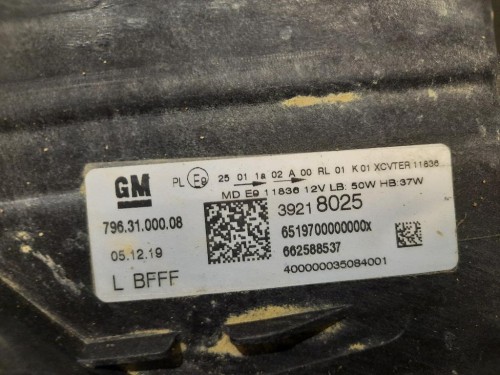 GM
PL E9 25 01 1a 02 A 00 RL 01 K 01 XCVTER 11836
MD E9 11836 12V LB: 50W HB:37W
796.31.000.08
05.12.19
L BFFF
3921 8025
6519700000000x
662588537
400000035084001